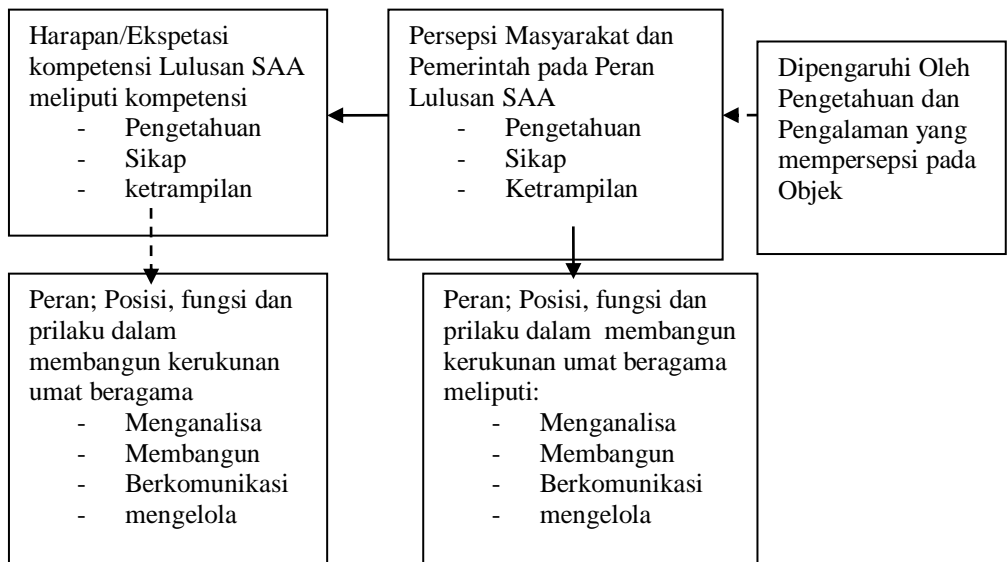 Harapan/Ekspetasi
kompetensi Lulusan SAA
meliputi kompetensi
- Pengetahuan
- Sikap
- ketrampilan
Persepsi Masyarakat dan
Pemerintah pada Peran
Lulusan SAA
- Pengetahuan
- Sikap
- Ketrampilan
Dipengaruhi Oleh
Pengetahuan dan
Pengalaman yang
mempersepsi pada
Objek
Peran; Posisi, fungsi dan
prilaku dalam
membangun kerukunan
umat beragama
- Menganalisa
- Membangun
- Berkomunikasi
- mengelola
Peran; Posisi, fungsi dan
prilaku dalam membangun
kerukunan umat beragama
meliputi:
- Menganalisa
- Membangun
- Berkomunikasi
- mengelola